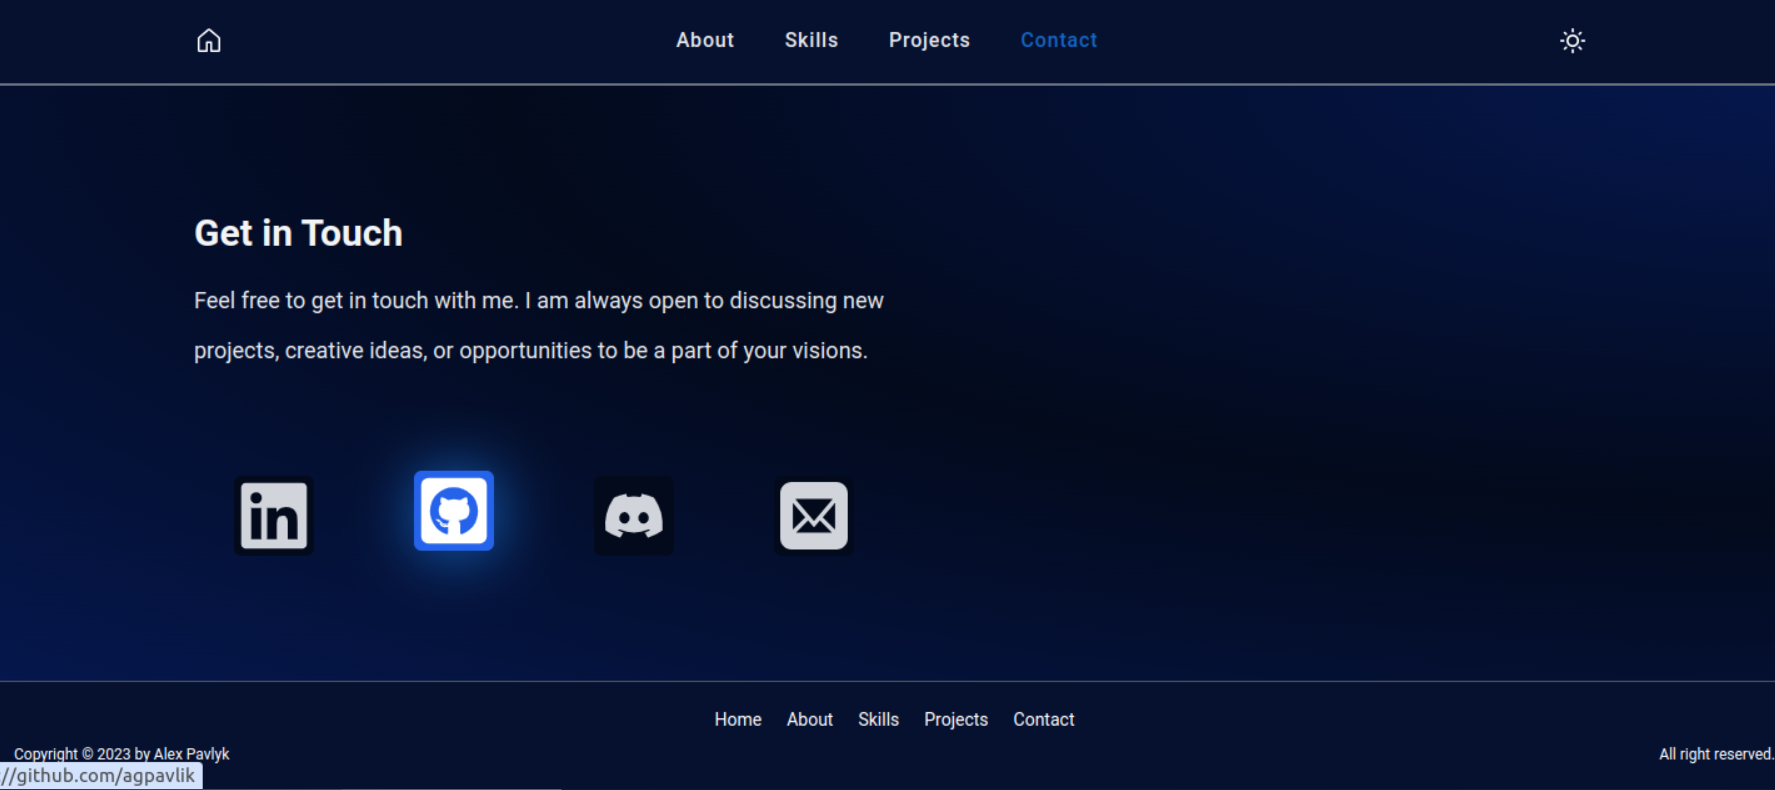 About Skills Projects Contact
Get in Touch
Feel free to get in touch with me. I am always open to discussing new
projects, creative ideas, or opportunities to be a part of your visions.
in
Home About Skills Projects Contact
Copyright © 2023 by Alex Pavlyk
All right reserved.
://github.com/agpavlik